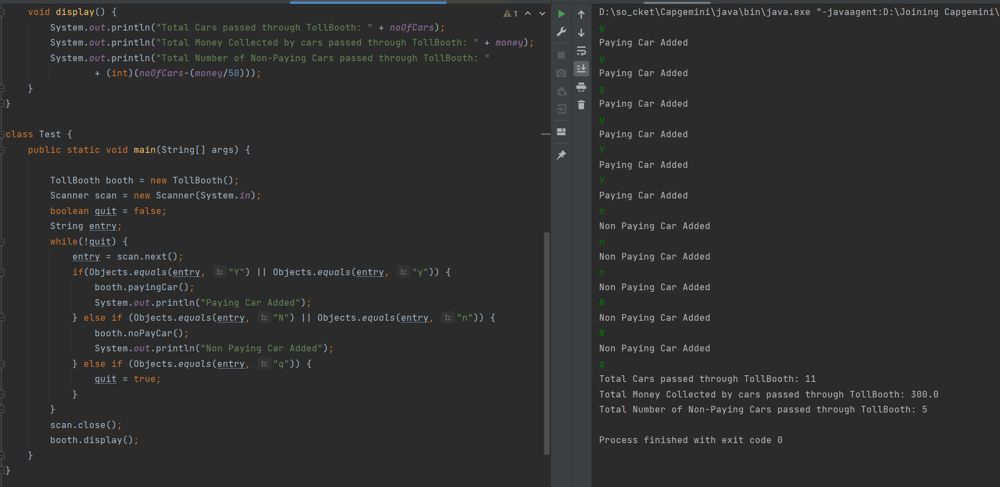 void display() {
System.out.println("Total Cars passed through TollBooth: " + noOfCars);
System.out.println("Total Money Collected by cars passed through TollBooth: " + money);
System.out.println("Total Number of Non-Paying Cars passed through TollBooth: "
+ (int)(noOfCars-(money/50)));
}
}
class Test {
public static void main(String[] args) {
TollBooth booth = new TollBooth();
Scanner scan = new Scanner(System.in);
boolean quit = false;
String entry;
while(!quit) {
entry = scan.next();
if(Objects.equals(entry, b: "Y") || Objects.equals(entry, b: "y")) {
booth.payingCar();
System.out.println("Paying Car Added");
} else if (Objects.equals(entry, b: "N") || Objects.equals(entry, b: "n")) {
booth.noPayCar();
System.out.println("Non Paying Car Added");
} else if (Objects.equals(entry, b: "q")) {
quit = true;
}
}
scan.close();
booth.display();
}
}
1
D:\so_cket\Capgemini\java\bin\java.exe "-javaagent:D:\Joining Capgemini\
y
Paying Car Added
y
Paying Car Added
y
Paying Car Added
y
Paying Car Added
Y
Paying Car Added
Y
Paying Car Added
n
Non Paying Car Added
n
Non Paying Car Added
n
Non Paying Car Added
N
Non Paying Car Added
N
Non Paying Car Added
q
Total Cars passed through TollBooth: 11
Total Money Collected by cars passed through TollBooth: 300.0
Total Number of Non-Paying Cars passed through TollBooth: 5
Process finished with exit code 0